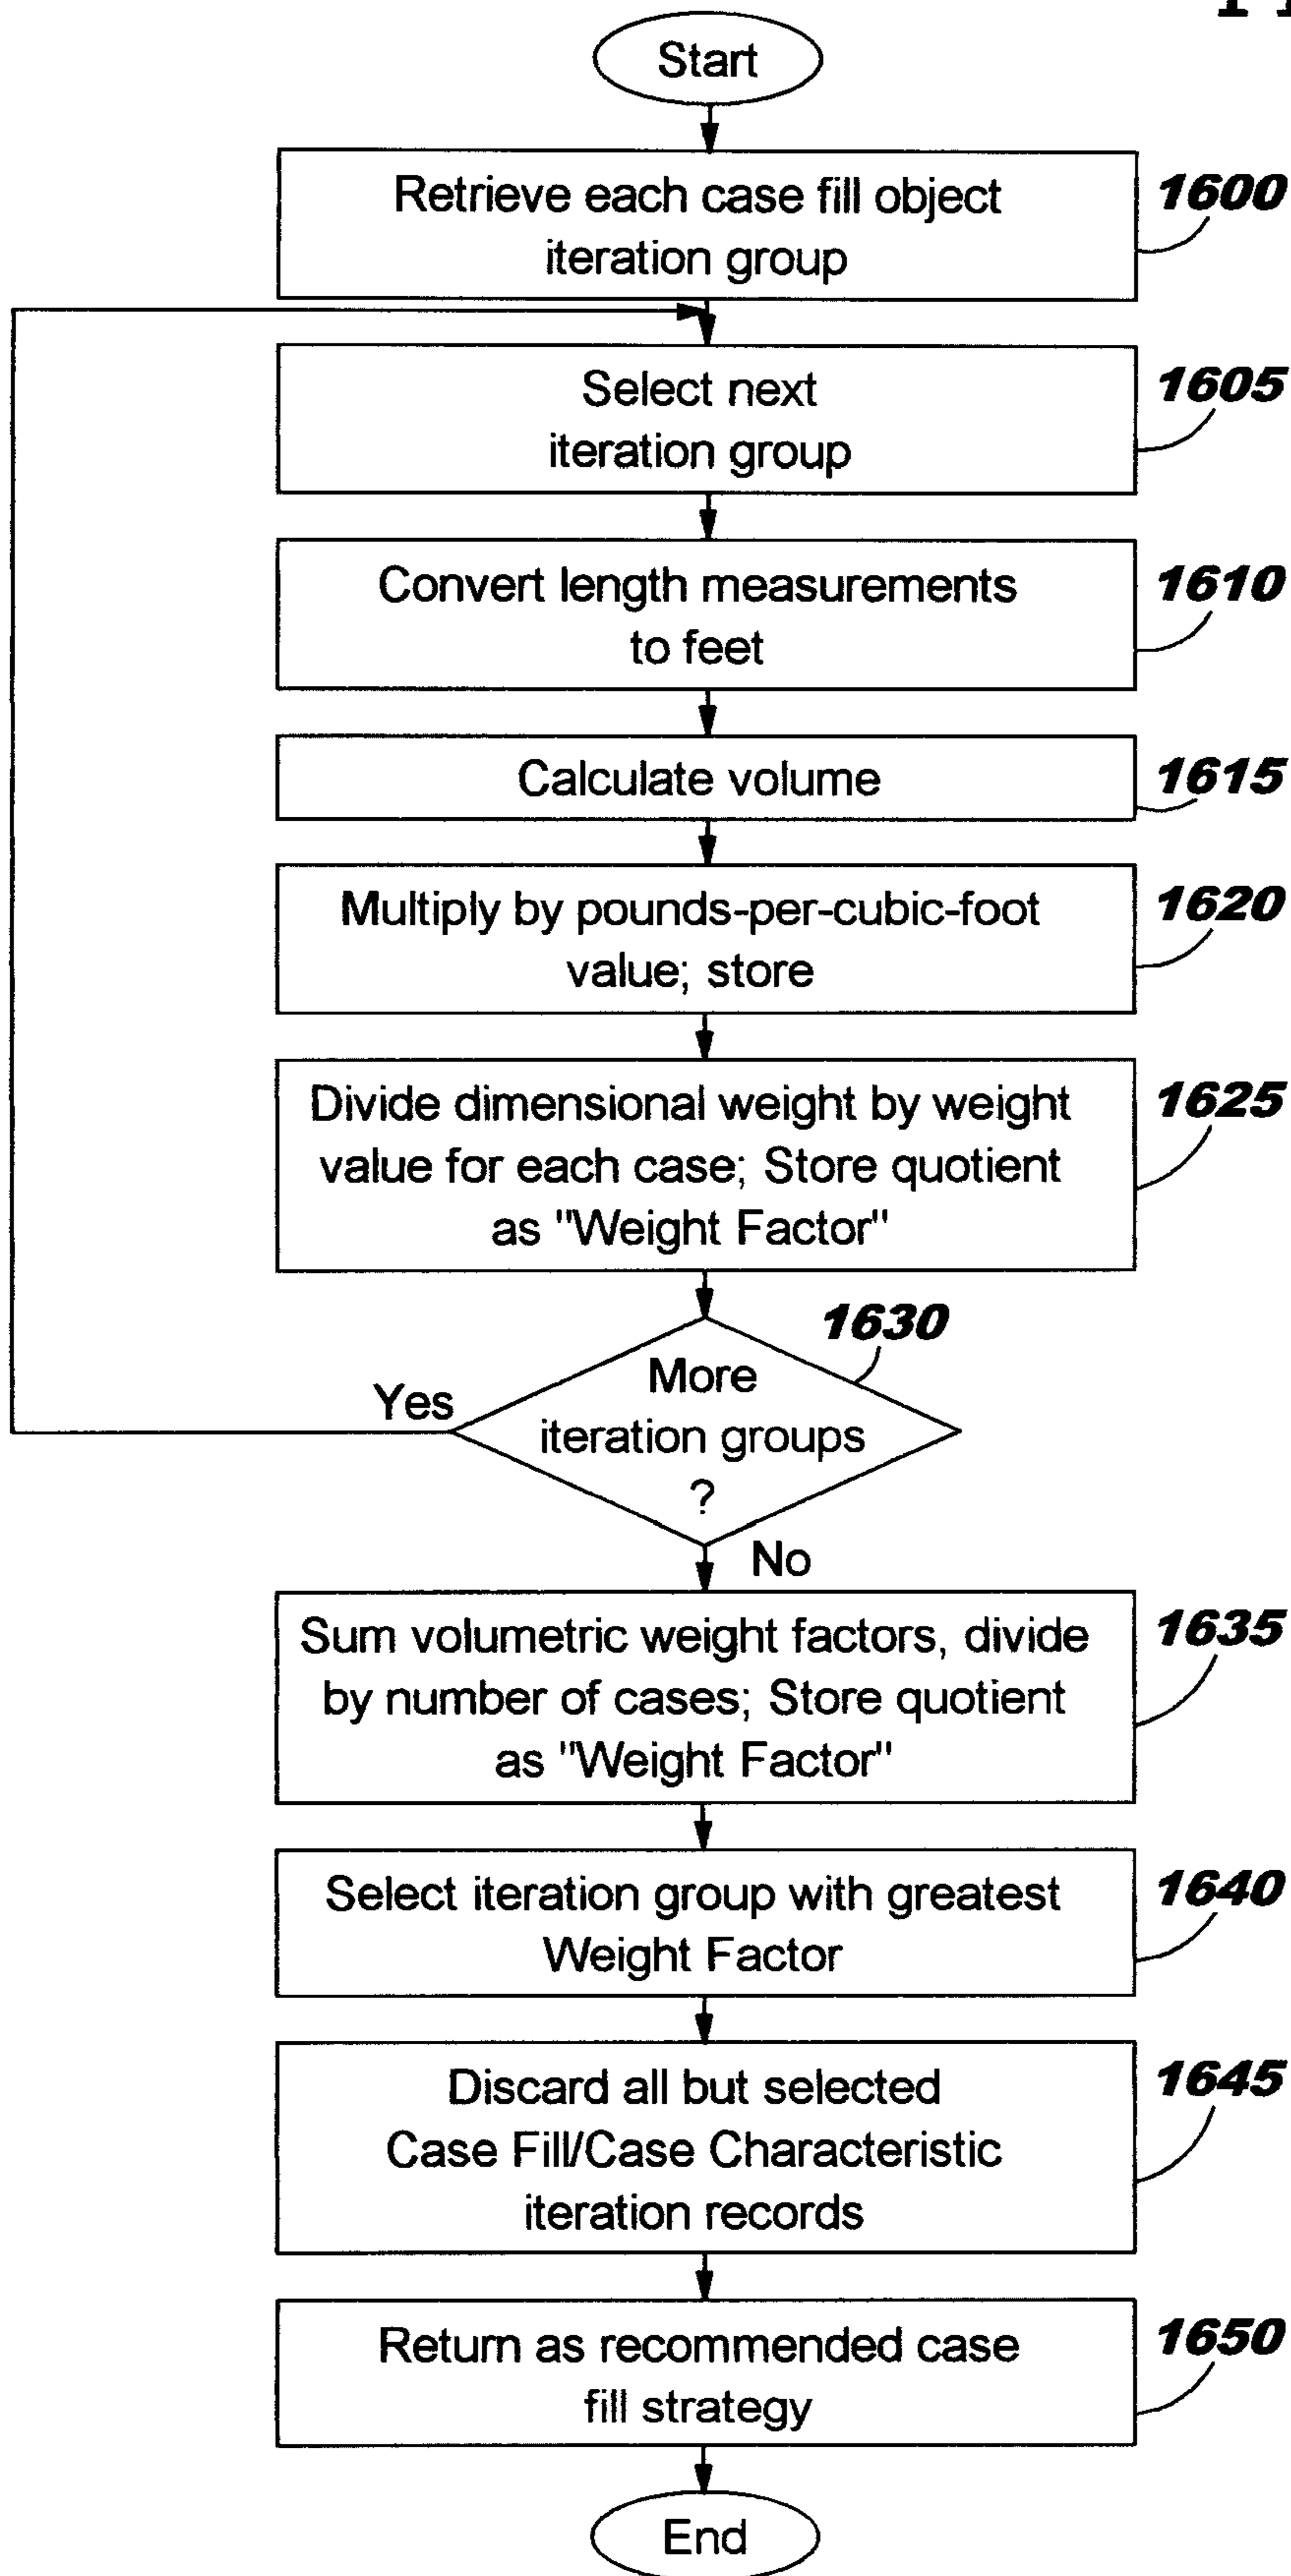 Start
Retrieve each case fill object
iteration group
1600
Select next
iteration group
1605
Convert length measurements
to feet
1610
Calculate volume
1615
Multiply by pounds-per-cubic-foot
value; store
1620
Divide dimensional weight by weight
value for each case; Store quotient
as "Weight Factor"
1625
1630
More
iteration groups
?
Yes
No
Sum volumetric weight factors, divide
by number of cases; Store quotient
as "Weight Factor"
1635
Select iteration group with greatest
Weight Factor
1640
Discard all but selected
Case Fill/Case Characteristic
iteration records
1645
Return as recommended case
fill strategy
1650
End